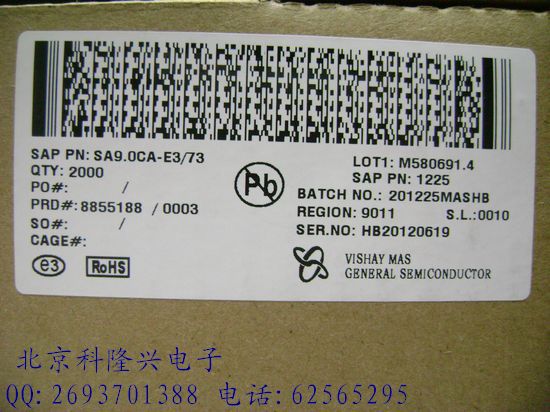 SAP PN: SA9.0CA-E3/73
QTY: 2000
PO#: /
PRD#: 8855188 / 0003
SO#: /
CAGE#:
e3
RoHS
Pb
LOT1: M580691.4
SAP PN: 1225
BATCH NO.: 201225MASHB
REGION: 9011 S.L.:0010
SER.NO: HB20120619
VISHAY MAS
GENERAL SEMICONDUCTOR
北京科隆兴电子
QQ:2693701388 电话:62565295